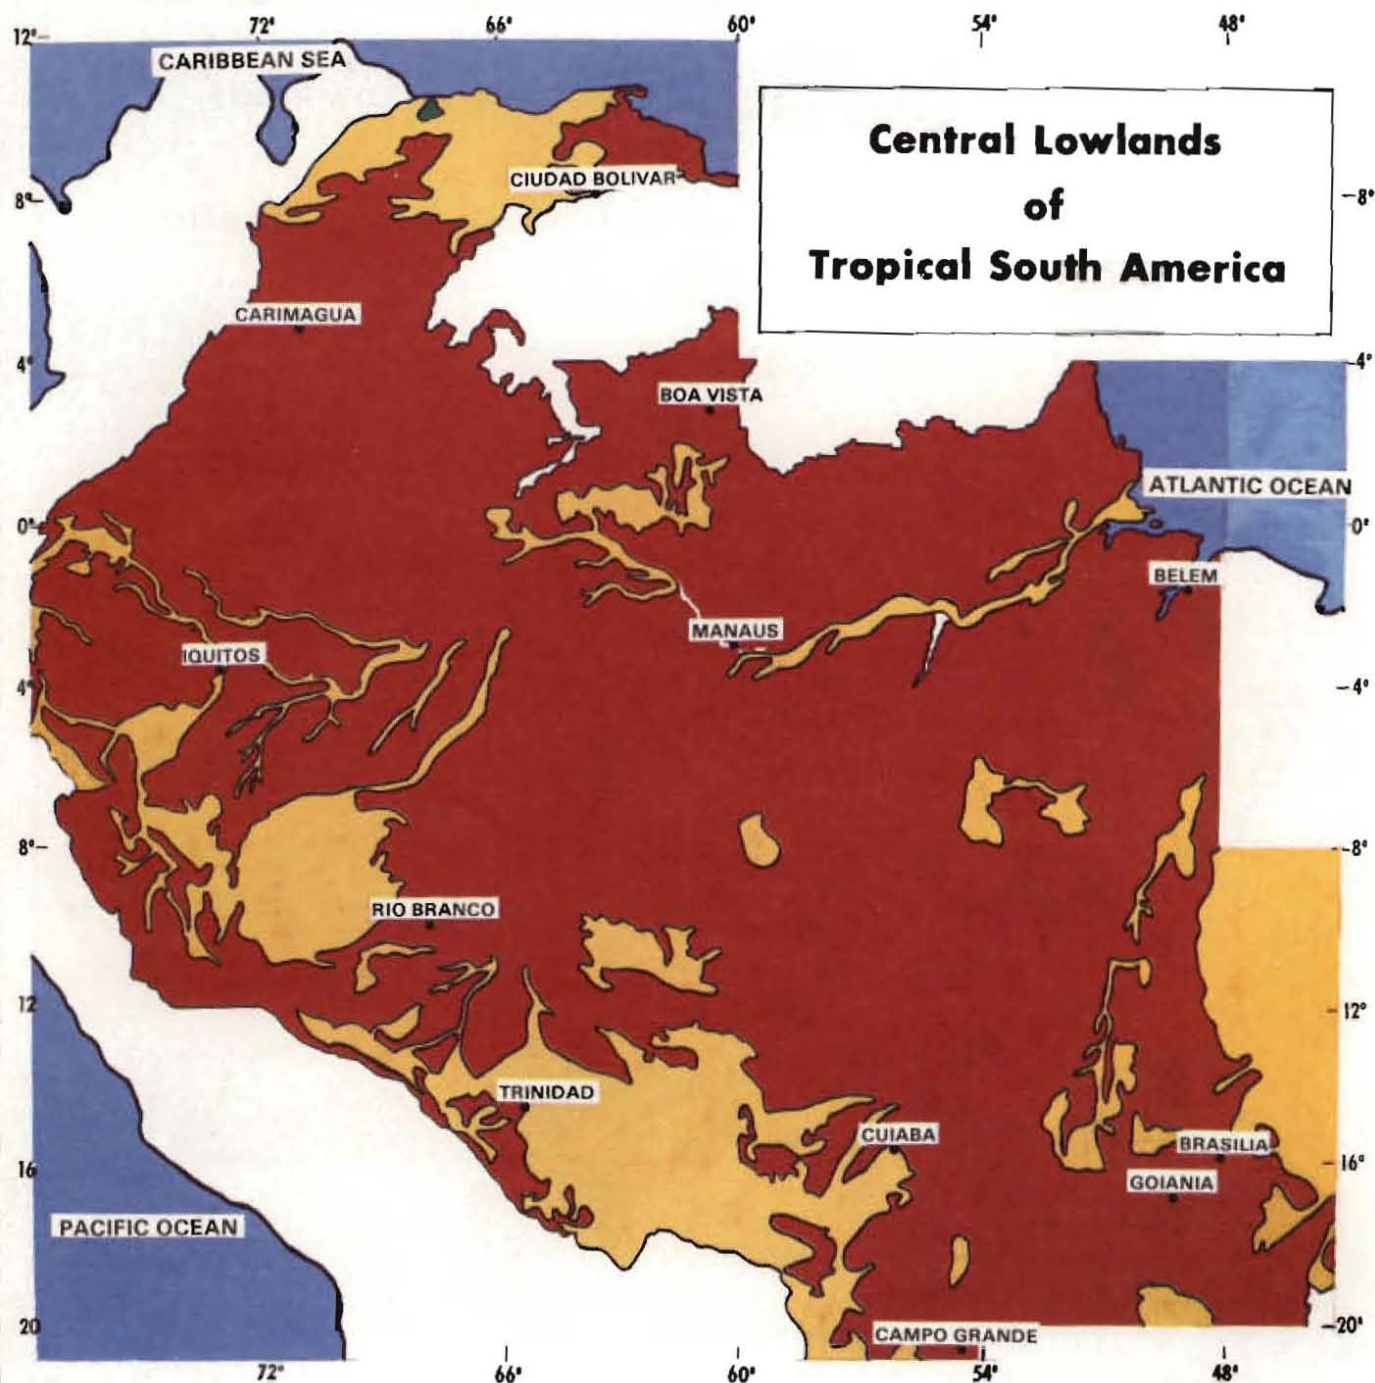 72°
66°
60°
54°
48°
12°
CARIBBEAN SEA
Central Lowlands
of
Tropical South America
CIUDAD BOLIVAR
8°
8°
CARIMAGUA
4°
4°
BOA VISTA
ATLANTIC OCEAN
0°
0°
BELEM
MANAUS
IQUITOS
4°
4°
8°
8°
RIO BRANCO
12
12°
TRINIDAD
CUIABA
BRASILIA
16
16°
GOIANIA
PACIFIC OCEAN
20
20°
CAMPO GRANDE
72°
66°
60°
54°
48°